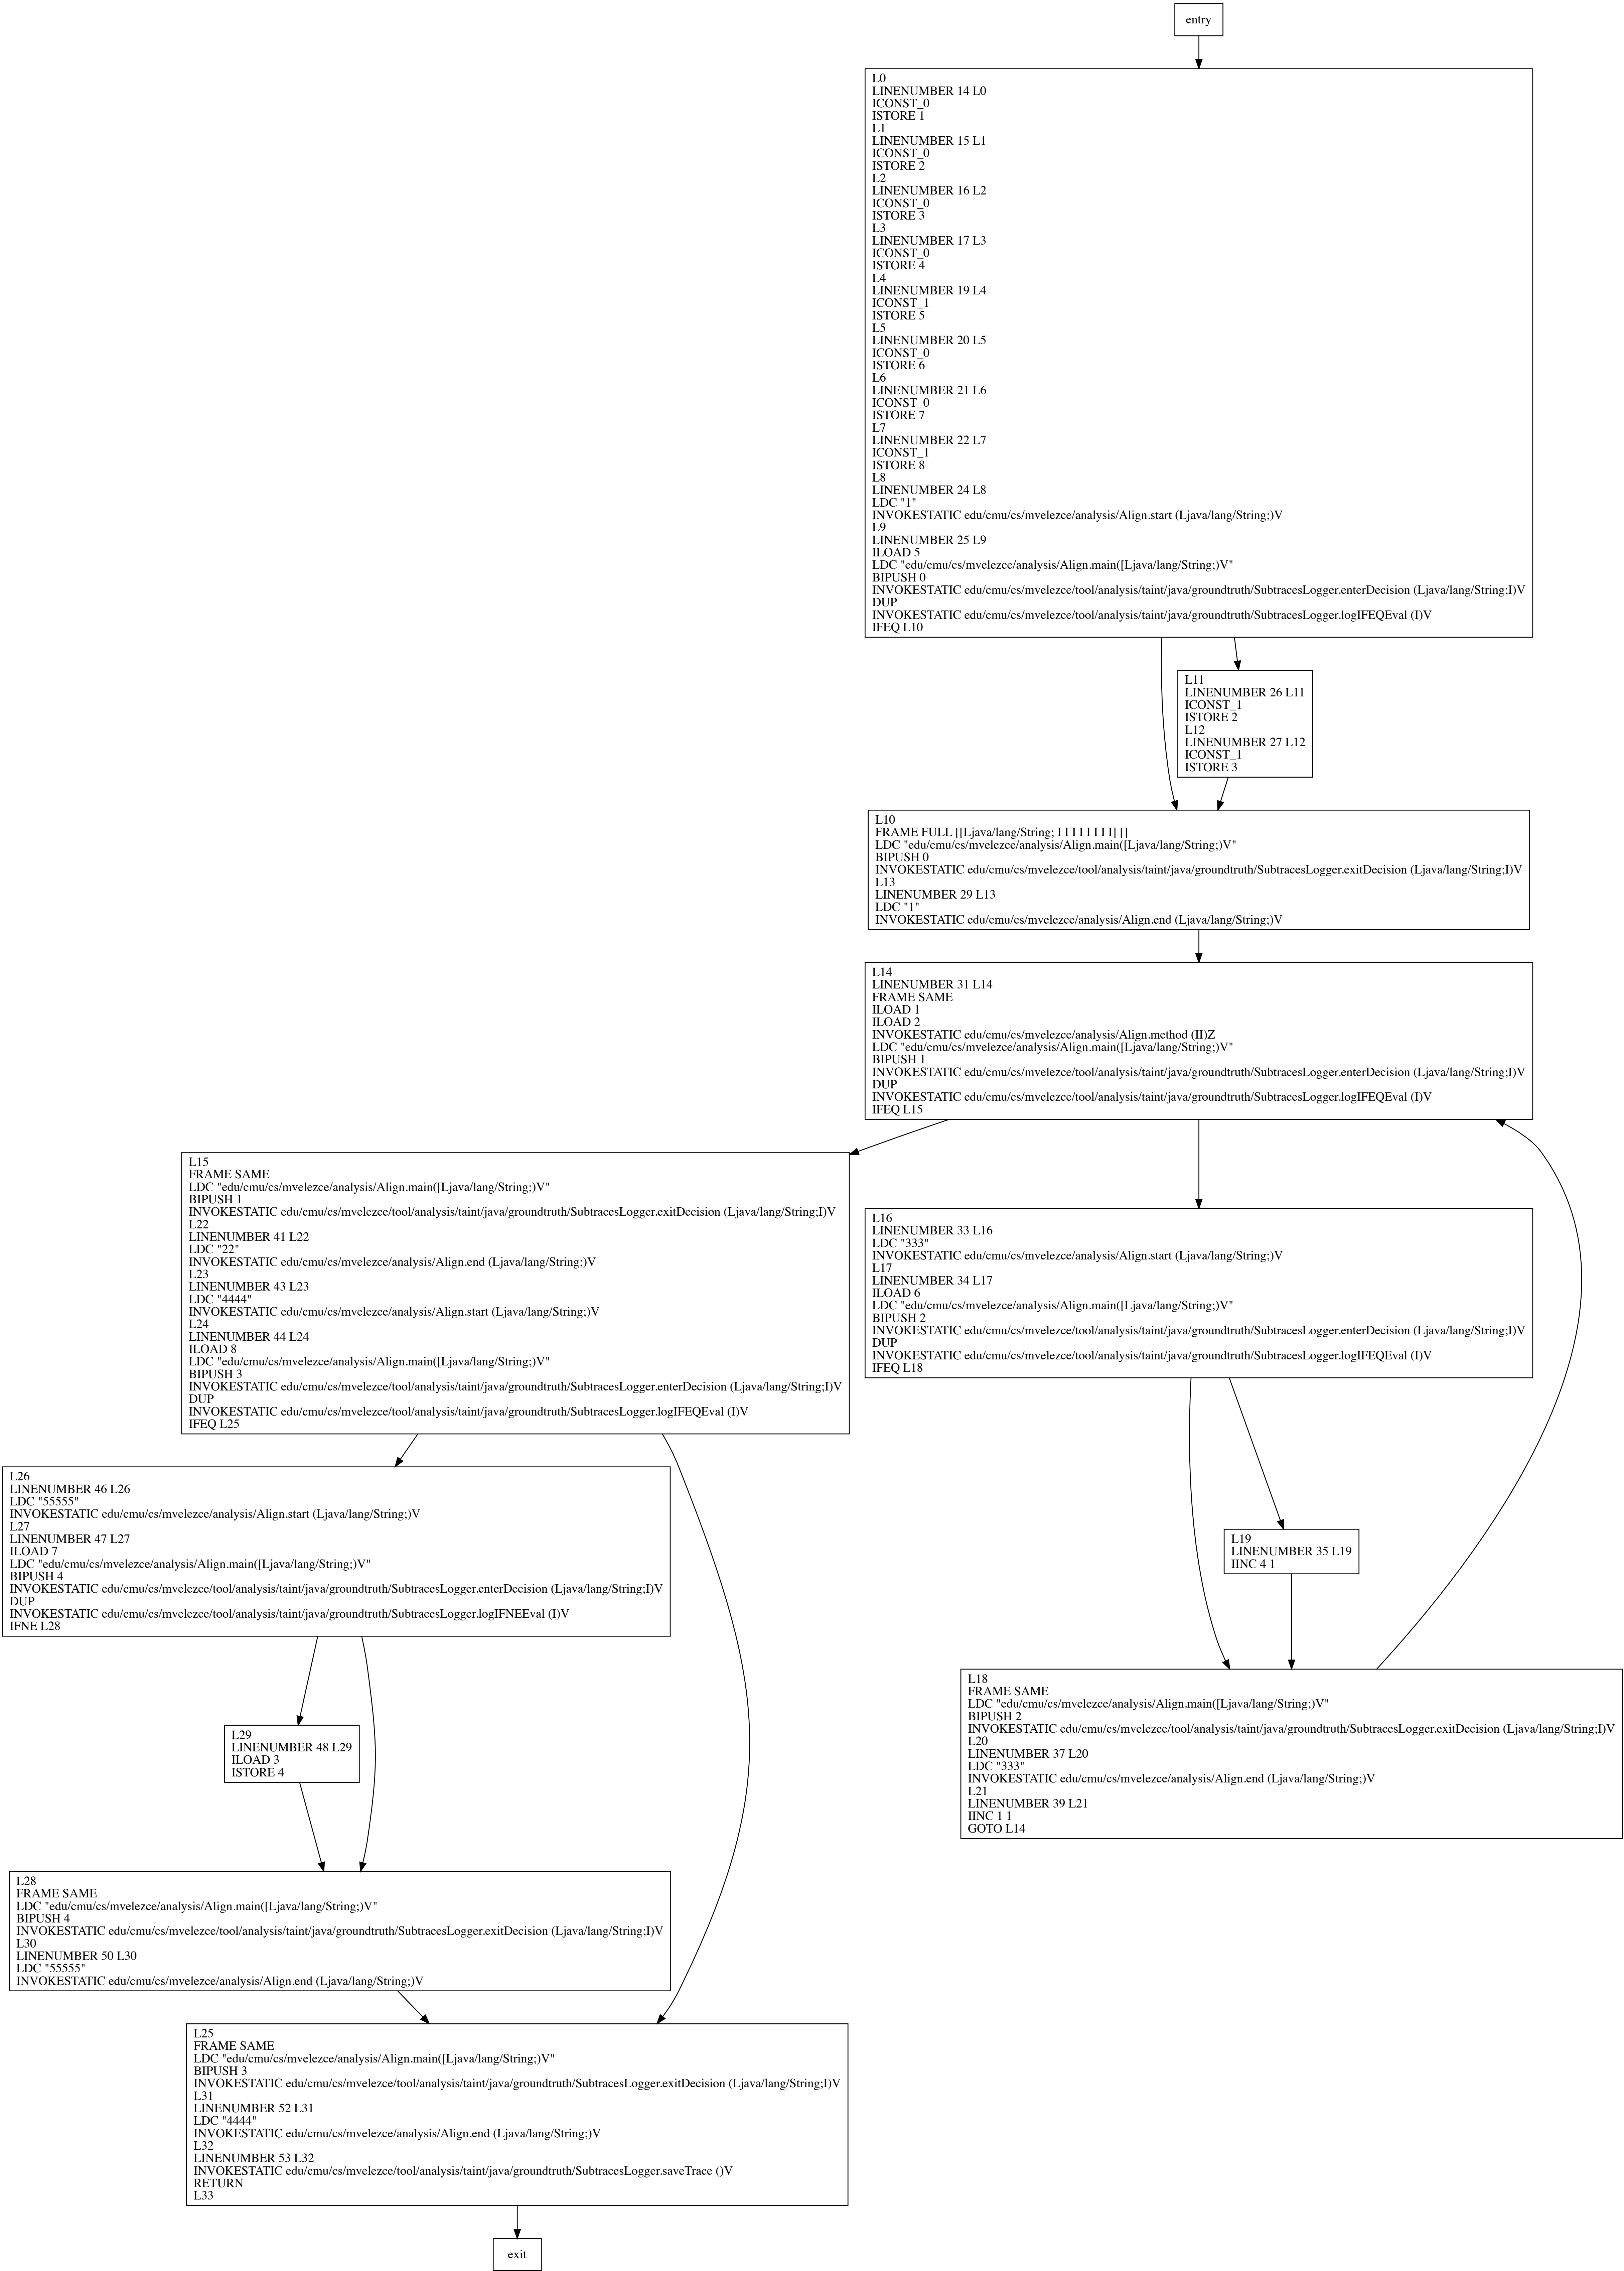 entry
L0
LINENUMBER 14 L0
ICONST_0
ISTORE 1
L1
LINENUMBER 15 L1
ICONST_0
ISTORE 2
L2
LINENUMBER 16 L2
ICONST_0
ISTORE 3
L3
LINENUMBER 17 L3
ICONST_0
ISTORE 4
L4
LINENUMBER 19 L4
ICONST_1
ISTORE 5
L5
LINENUMBER 20 L5
ICONST_0
ISTORE 6
L6
LINENUMBER 21 L6
ICONST_0
ISTORE 7
L7
LINENUMBER 22 L7
ICONST_1
ISTORE 8
L8
LINENUMBER 24 L8
LDC "1"
INVOKESTATIC edu/cmu/cs/mvelezce/analysis/Align.start (Ljava/lang/String;)V
L9
LINENUMBER 25 L9
ILOAD 5
LDC "edu/cmu/cs/mvelezce/analysis/Align.main([Ljava/lang/String;)V"
BIPUSH 0
INVOKESTATIC edu/cmu/cs/mvelezce/tool/analysis/taint/java/groundtruth/SubtracesLogger.enterDecision (Ljava/lang/String;I)V
DUP
INVOKESTATIC edu/cmu/cs/mvelezce/tool/analysis/taint/java/groundtruth/SubtracesLogger.logIFEQEval (I)V
IFEQ L10
L11
LINENUMBER 26 L11
ICONST_1
ISTORE 2
L12
LINENUMBER 27 L12
ICONST_1
ISTORE 3
L10
FRAME FULL [[Ljava/lang/String; I I I I I I I I] []
LDC "edu/cmu/cs/mvelezce/analysis/Align.main([Ljava/lang/String;)V"
BIPUSH 0
INVOKESTATIC edu/cmu/cs/mvelezce/tool/analysis/taint/java/groundtruth/SubtracesLogger.exitDecision (Ljava/lang/String;I)V
L13
LINENUMBER 29 L13
LDC "1"
INVOKESTATIC edu/cmu/cs/mvelezce/analysis/Align.end (Ljava/lang/String;)V
L14
LINENUMBER 31 L14
FRAME SAME
ILOAD 1
ILOAD 2
INVOKESTATIC edu/cmu/cs/mvelezce/analysis/Align.method (II)Z
LDC "edu/cmu/cs/mvelezce/analysis/Align.main([Ljava/lang/String;)V"
BIPUSH 1
INVOKESTATIC edu/cmu/cs/mvelezce/tool/analysis/taint/java/groundtruth/SubtracesLogger.enterDecision (Ljava/lang/String;I)V
DUP
INVOKESTATIC edu/cmu/cs/mvelezce/tool/analysis/taint/java/groundtruth/SubtracesLogger.logIFEQEval (I)V
IFEQ L15
L15
FRAME SAME
LDC "edu/cmu/cs/mvelezce/analysis/Align.main([Ljava/lang/String;)V"
BIPUSH 1
INVOKESTATIC edu/cmu/cs/mvelezce/tool/analysis/taint/java/groundtruth/SubtracesLogger.exitDecision (Ljava/lang/String;I)V
L22
LINENUMBER 41 L22
LDC "22"
INVOKESTATIC edu/cmu/cs/mvelezce/analysis/Align.end (Ljava/lang/String;)V
L23
LINENUMBER 43 L23
LDC "4444"
INVOKESTATIC edu/cmu/cs/mvelezce/analysis/Align.start (Ljava/lang/String;)V
L24
LINENUMBER 44 L24
ILOAD 8
LDC "edu/cmu/cs/mvelezce/analysis/Align.main([Ljava/lang/String;)V"
BIPUSH 3
INVOKESTATIC edu/cmu/cs/mvelezce/tool/analysis/taint/java/groundtruth/SubtracesLogger.enterDecision (Ljava/lang/String;I)V
DUP
INVOKESTATIC edu/cmu/cs/mvelezce/tool/analysis/taint/java/groundtruth/SubtracesLogger.logIFEQEval (I)V
IFEQ L25
L16
LINENUMBER 33 L16
LDC "333"
INVOKESTATIC edu/cmu/cs/mvelezce/analysis/Align.start (Ljava/lang/String;)V
L17
LINENUMBER 34 L17
ILOAD 6
LDC "edu/cmu/cs/mvelezce/analysis/Align.main([Ljava/lang/String;)V"
BIPUSH 2
INVOKESTATIC edu/cmu/cs/mvelezce/tool/analysis/taint/java/groundtruth/SubtracesLogger.enterDecision (Ljava/lang/String;I)V
DUP
INVOKESTATIC edu/cmu/cs/mvelezce/tool/analysis/taint/java/groundtruth/SubtracesLogger.logIFEQEval (I)V
IFEQ L18
L26
LINENUMBER 46 L26
LDC "55555"
INVOKESTATIC edu/cmu/cs/mvelezce/analysis/Align.start (Ljava/lang/String;)V
L27
LINENUMBER 47 L27
ILOAD 7
LDC "edu/cmu/cs/mvelezce/analysis/Align.main([Ljava/lang/String;)V"
BIPUSH 4
INVOKESTATIC edu/cmu/cs/mvelezce/tool/analysis/taint/java/groundtruth/SubtracesLogger.enterDecision (Ljava/lang/String;I)V
DUP
INVOKESTATIC edu/cmu/cs/mvelezce/tool/analysis/taint/java/groundtruth/SubtracesLogger.logIFNEEval (I)V
IFNE L28
L19
LINENUMBER 35 L19
IINC 4 1
L18
FRAME SAME
LDC "edu/cmu/cs/mvelezce/analysis/Align.main([Ljava/lang/String;)V"
BIPUSH 2
INVOKESTATIC edu/cmu/cs/mvelezce/tool/analysis/taint/java/groundtruth/SubtracesLogger.exitDecision (Ljava/lang/String;I)V
L20
LINENUMBER 37 L20
LDC "333"
INVOKESTATIC edu/cmu/cs/mvelezce/analysis/Align.end (Ljava/lang/String;)V
L21
LINENUMBER 39 L21
IINC 1 1
GOTO L14
L29
LINENUMBER 48 L29
ILOAD 3
ISTORE 4
L28
FRAME SAME
LDC "edu/cmu/cs/mvelezce/analysis/Align.main([Ljava/lang/String;)V"
BIPUSH 4
INVOKESTATIC edu/cmu/cs/mvelezce/tool/analysis/taint/java/groundtruth/SubtracesLogger.exitDecision (Ljava/lang/String;I)V
L30
LINENUMBER 50 L30
LDC "55555"
INVOKESTATIC edu/cmu/cs/mvelezce/analysis/Align.end (Ljava/lang/String;)V
L25
FRAME SAME
LDC "edu/cmu/cs/mvelezce/analysis/Align.main([Ljava/lang/String;)V"
BIPUSH 3
INVOKESTATIC edu/cmu/cs/mvelezce/tool/analysis/taint/java/groundtruth/SubtracesLogger.exitDecision (Ljava/lang/String;I)V
L31
LINENUMBER 52 L31
LDC "4444"
INVOKESTATIC edu/cmu/cs/mvelezce/analysis/Align.end (Ljava/lang/String;)V
L32
LINENUMBER 53 L32
INVOKESTATIC edu/cmu/cs/mvelezce/tool/analysis/taint/java/groundtruth/SubtracesLogger.saveTrace ()V
RETURN
L33
exit